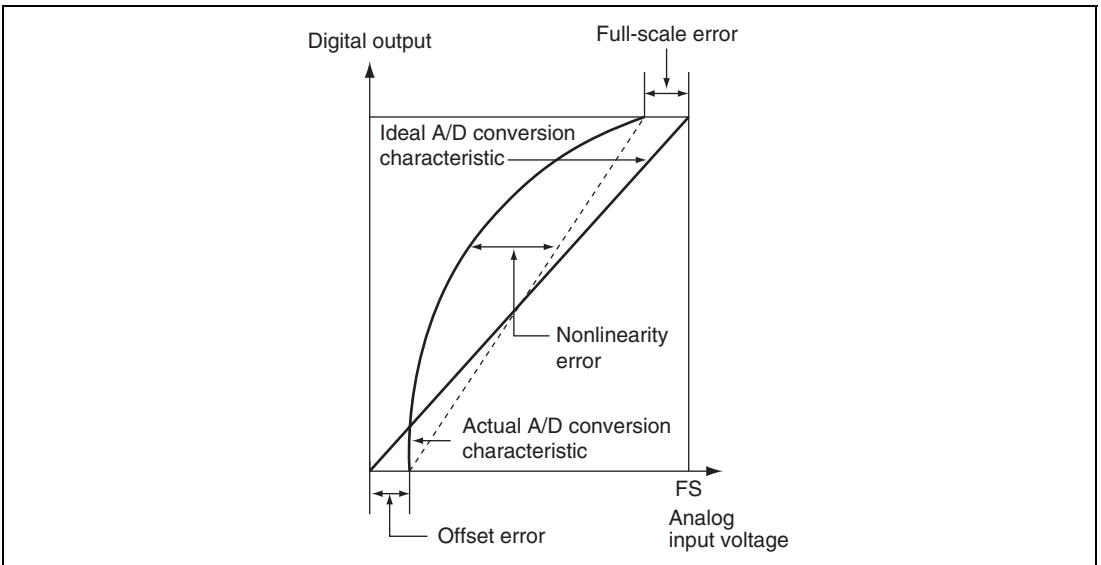 Digital output
Full-scale error
Ideal A/D conversion
characteristic
Nonlinearity
error
Actual A/D conversion
characteristic
FS
Analog
input voltage
Offset error